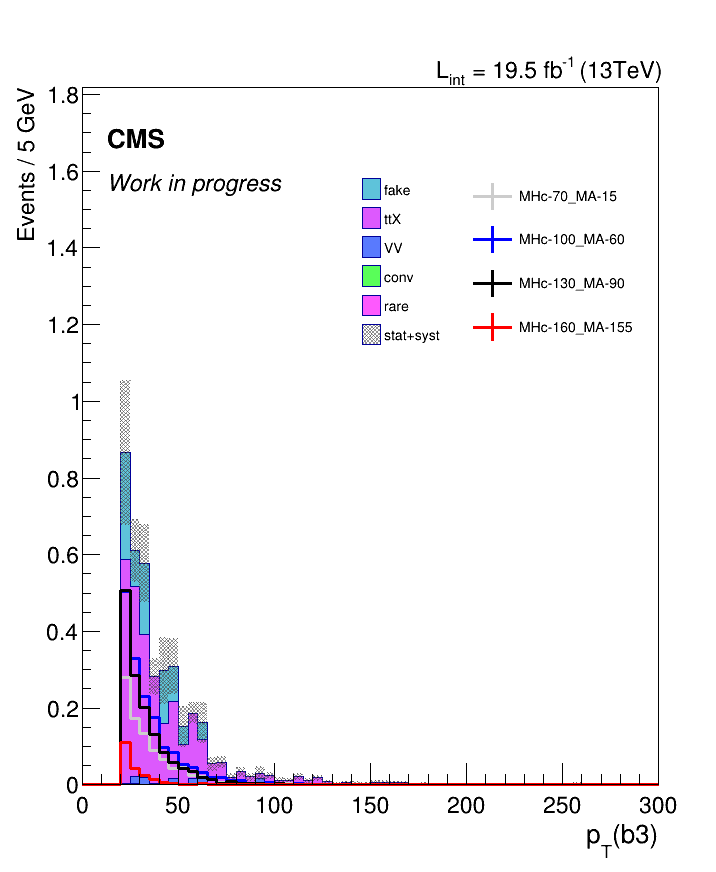 L_int = 19.5 fb^-1 (13TeV)
Events / 5 GeV
CMS
Work in progress
fake
ttX
VV
conv
rare
stat+syst
MHc-70_MA-15
MHc-100_MA-60
MHc-130_MA-90
MHc-160_MA-155
1.8
1.6
1.4
1.2
1
0.8
0.6
0.4
0.2
0
0 50 100 150 200 250 300
p_T(b3)